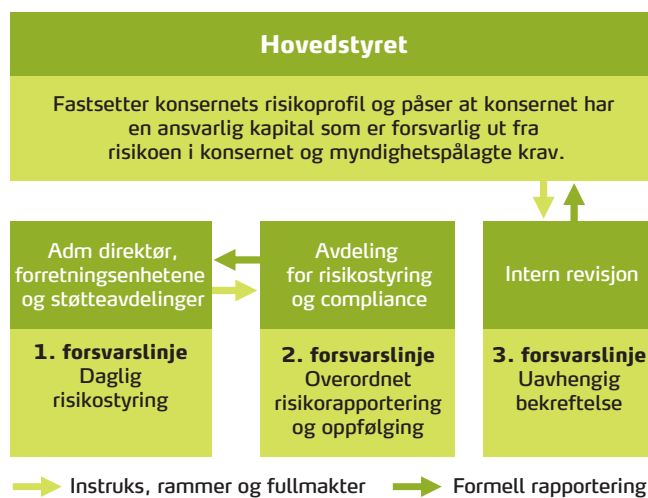 Hovedstyret
Fastsetter konsernets risikoprofil og påser at konsernet har
en ansvarlig kapital som er forsvarlig ut fra
risikoen i konsernet og myndighetspålagte krav.
Adm direktør,
forretningsenhetene
og støtteavdelinger
1. forsvarslinje
Daglig
risikostyring
Avdeling
for risikostyring
og compliance
2. forsvarslinje
Overordnet
risikorapportering
og oppfølging
Intern revisjon
3. forsvarslinje
Uavhengig
bekreftelse
Instruks, rammer og fullmakter
Formell rapportering